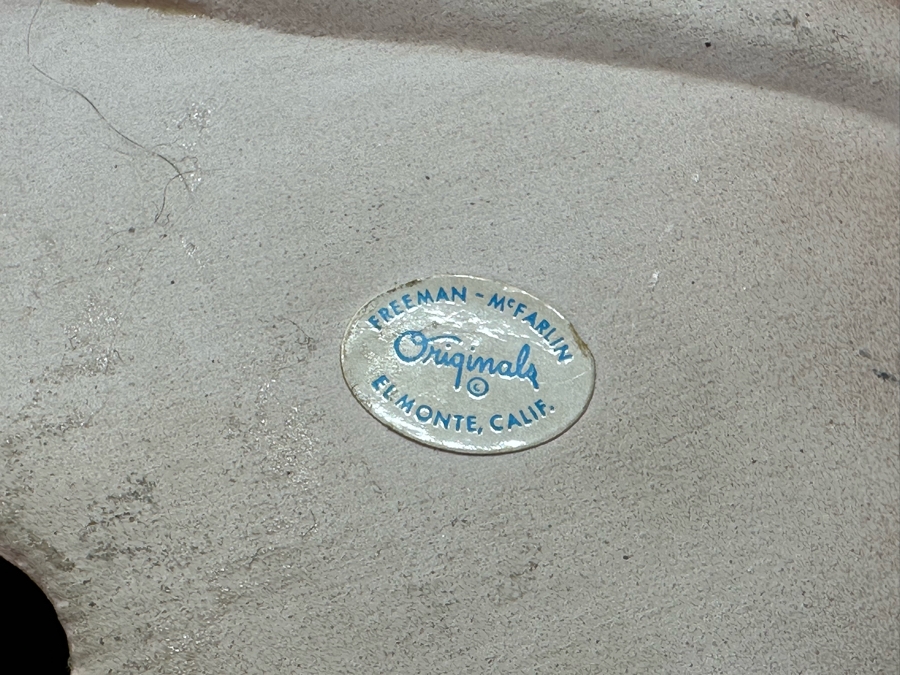 FREEMAN - McFARLIN
Originals
©
EL MONTE, CALIF.